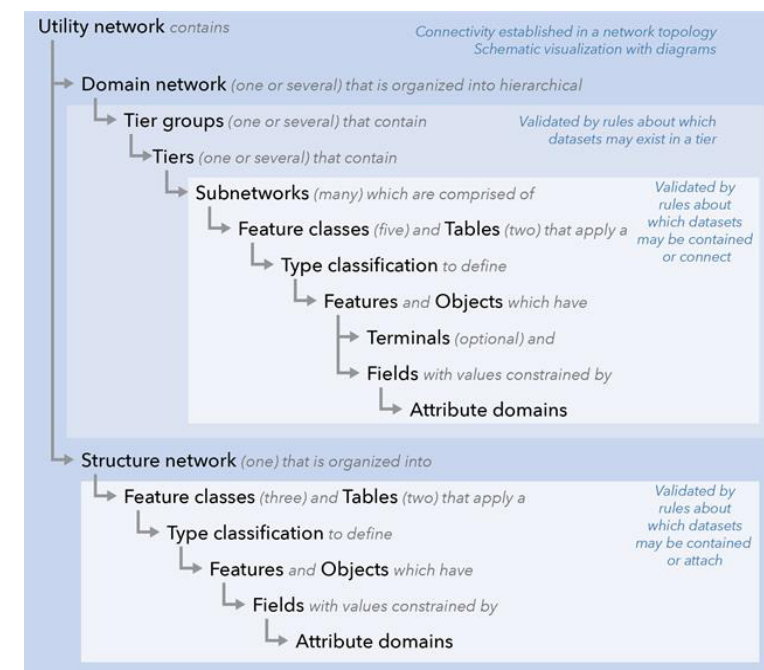 Utility network contains
Connectivity established in a network topology
Schematic visualization with diagrams
Domain network (one or several) that is organized into hierarchical
Tier groups (one or several) that contain
Validated by rules about which
datasets may exist in a tier
Tiers (one or several) that contain
Subnetworks (many) which are comprised of
Validated by
rules about
which datasets
may be contained
or connect
Feature classes (five) and Tables (two) that apply a
Type classification to define
Features and Objects which have
Terminals (optional) and
Fields with values constrained by
Attribute domains
Structure network (one) that is organized into
Feature classes (three) and Tables (two) that apply a
Validated by
rules about
which datasets
may be contained
or attach
Type classification to define
Features and Objects which have
Fields with values constrained by
Attribute domains